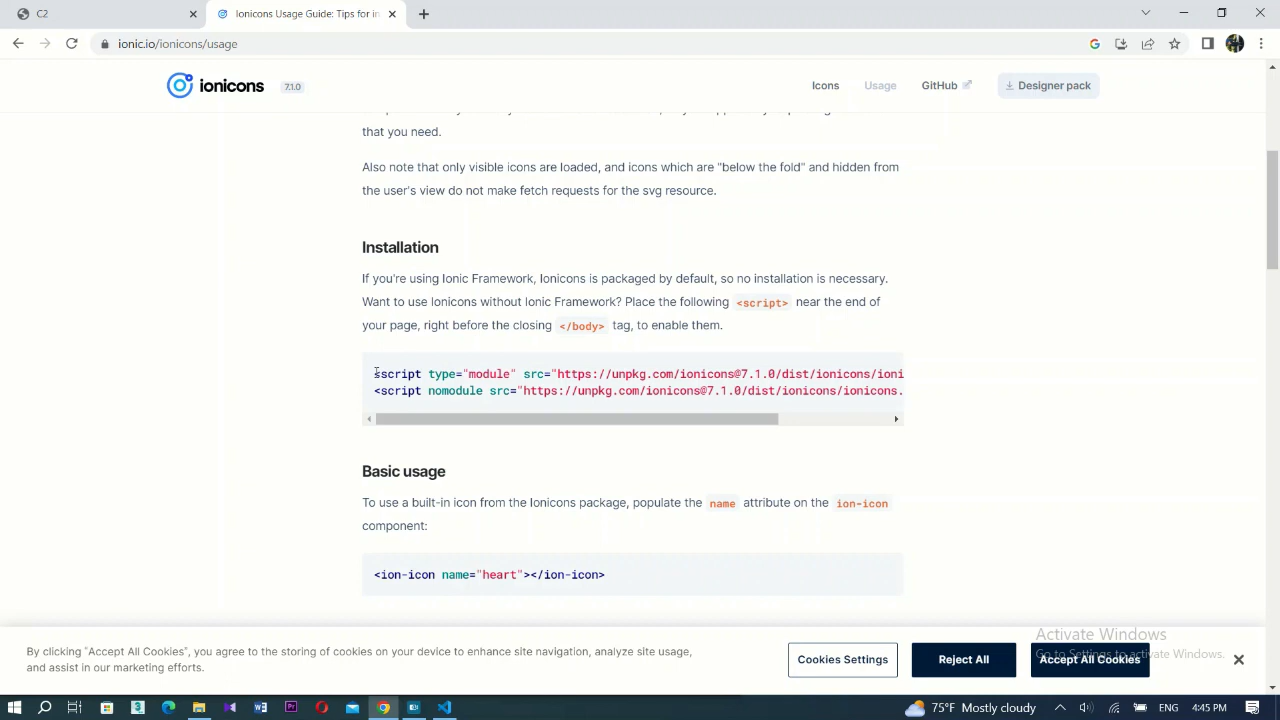 C2
Ionicons Usage Guide: Tips for in
ionic.io/ionicons/usage
ionicons 7.1.0 Icons Usage GitHub Designer pack
that you need.
Also note that only visible icons are loaded, and icons which are "below the fold" and hidden from
the user's view do not make fetch requests for the svg resource.
Installation
If you're using Ionic Framework, Ionicons is packaged by default, so no installation is necessary.
Want to use Ionicons without Ionic Framework? Place the following <script> near the end of
your page, right before the closing </body> tag, to enable them.
<script type="module" src="https://unpkg.com/ionicons@7.1.0/dist/ionicons/ioni
<script nomodule src="https://unpkg.com/ionicons@7.1.0/dist/ionicons/ionicons.
Basic usage
To use a built-in icon from the Ionicons package, populate the name attribute on the ion-icon
component:
<ion-icon name="heart"></ion-icon>
By clicking "Accept All Cookies", you agree to the storing of cookies on your device to enhance site navigation, analyze site usage,
and assist in our marketing efforts.
Cookies Settings
Reject All
Accept All Cookies
Activate Windows
Go to Settings to activate Windows.
75°F Mostly cloudy ENG 4:45 PM